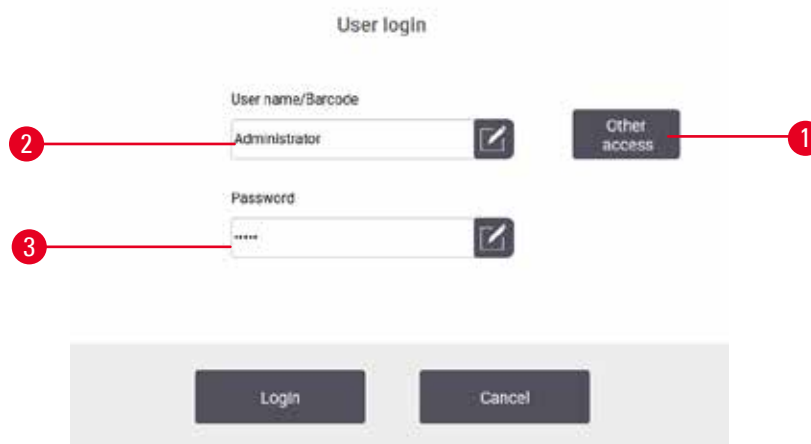 User login
User name/Barcode
2
Administrator
Other
access
1
Password
3
•••••
Login
Cancel